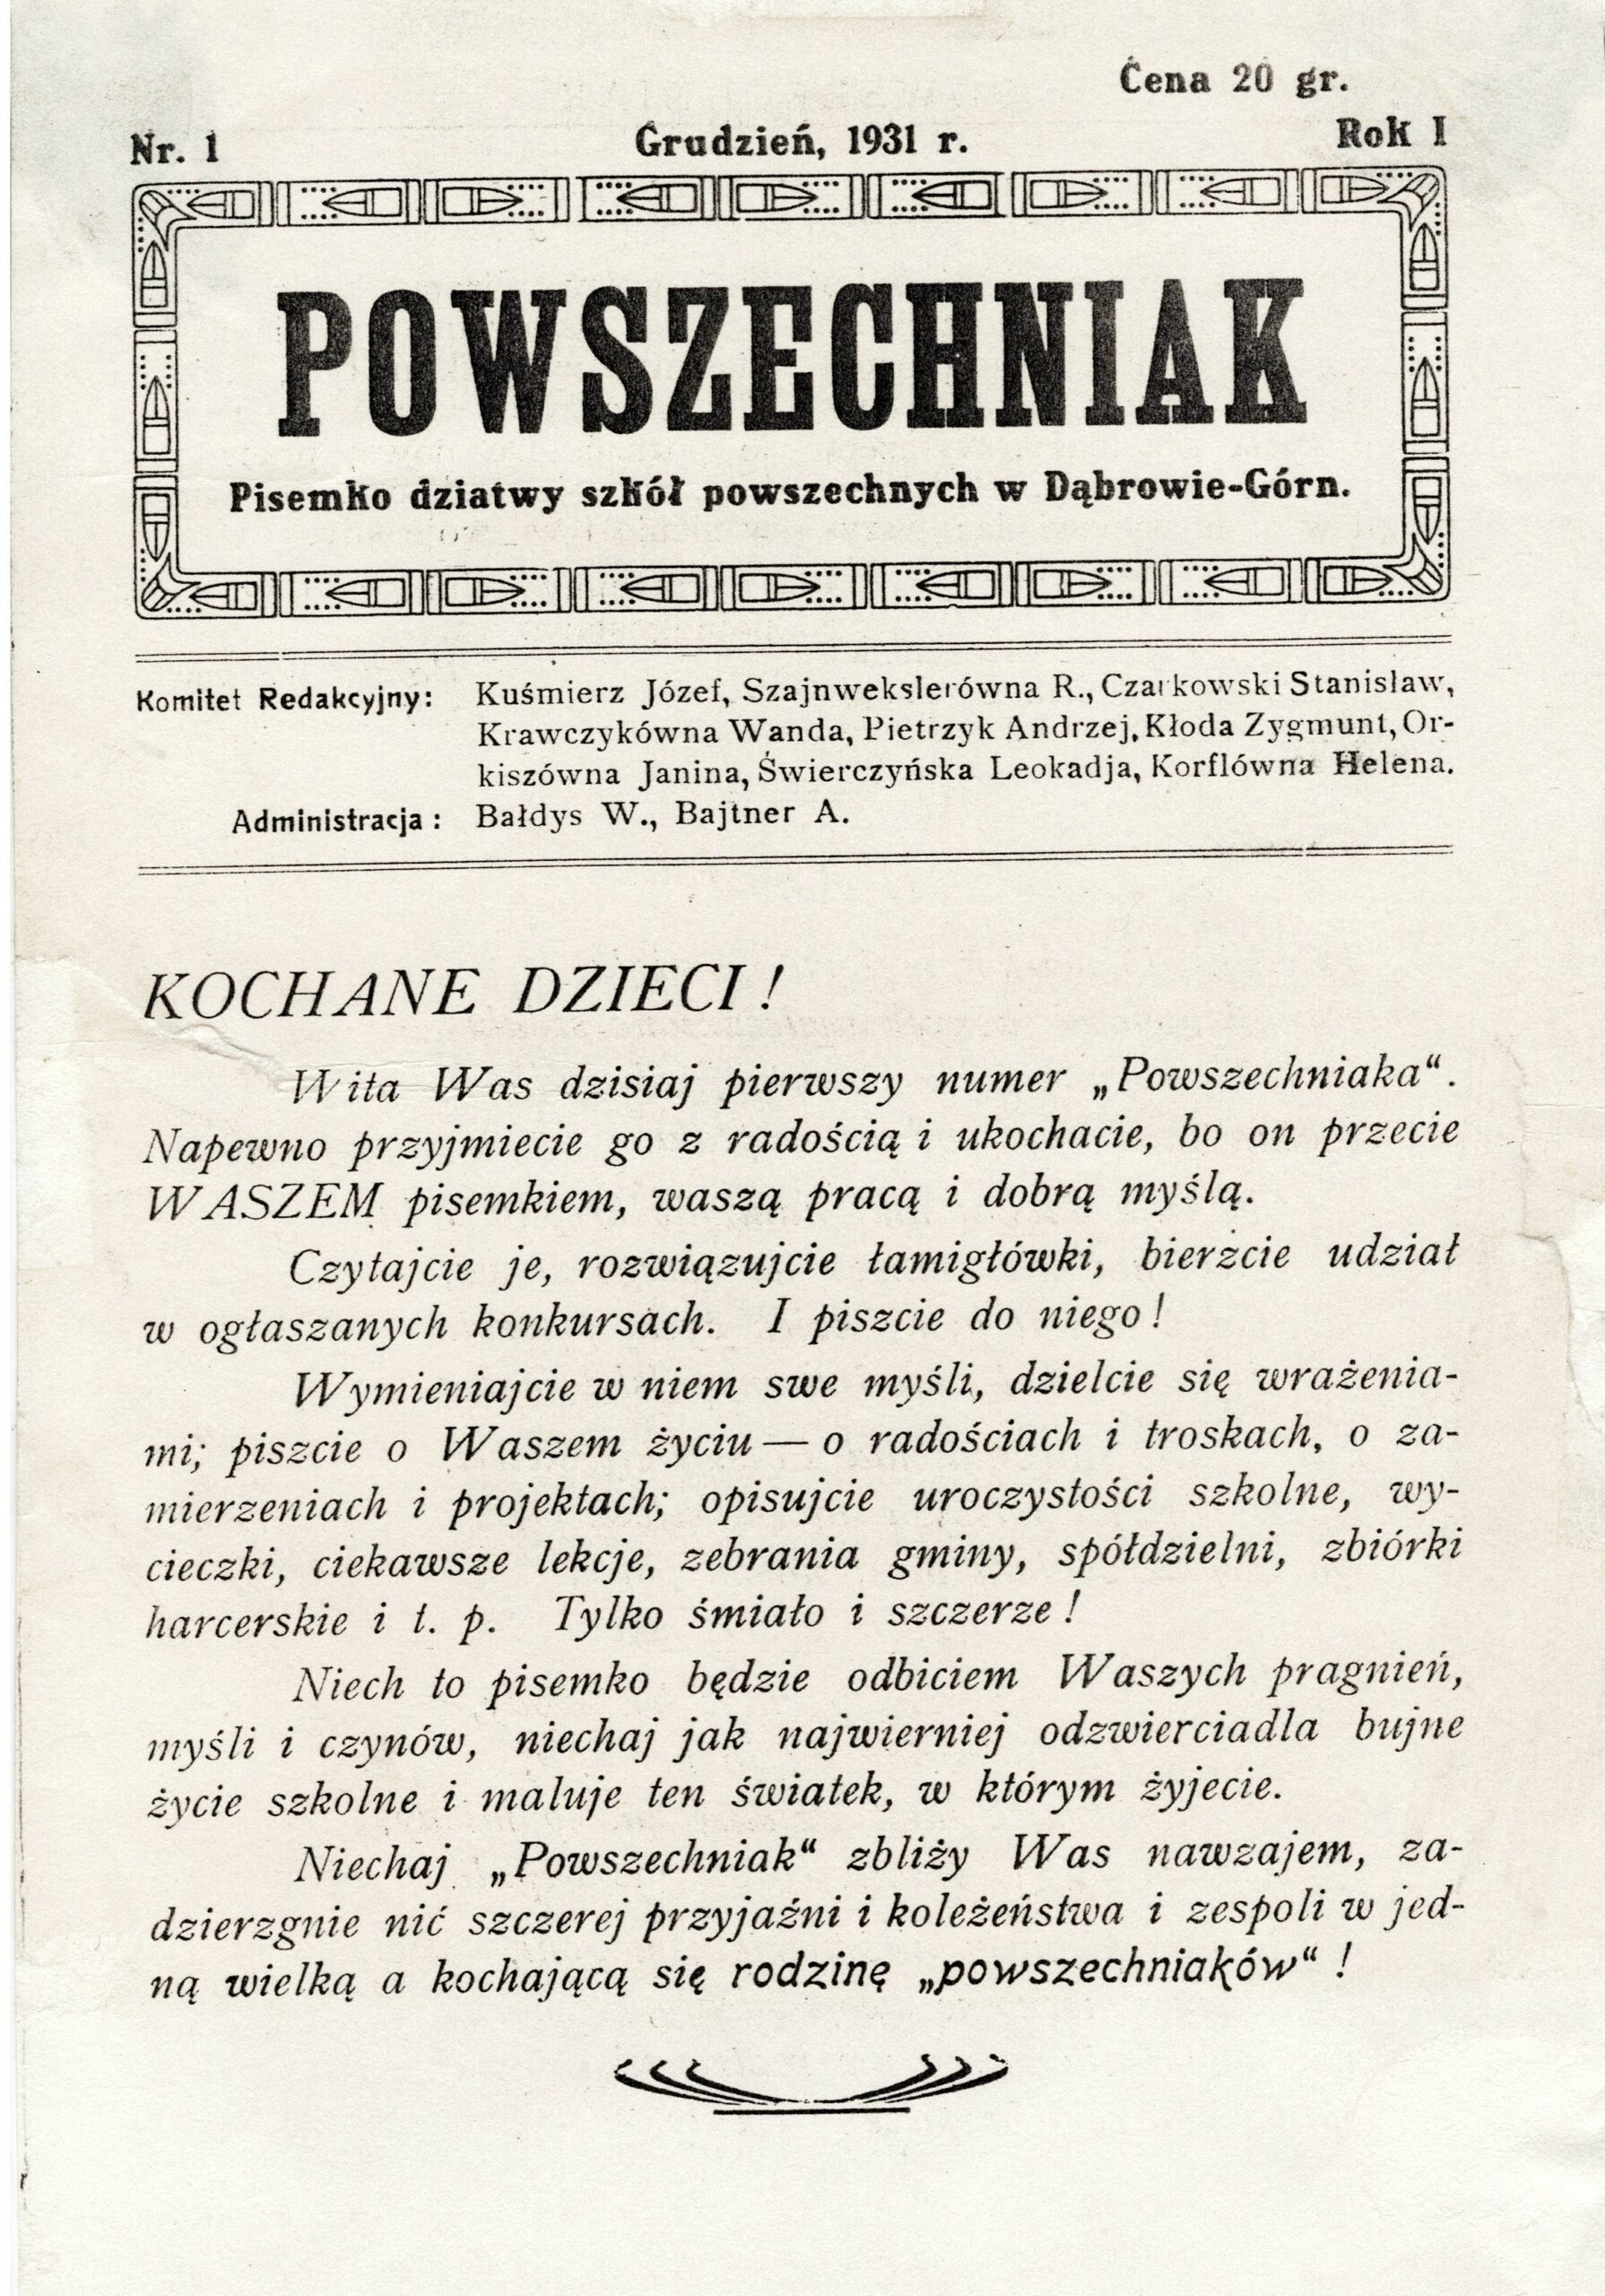 Cena 20 gr.
Nr. 1 Grudzień, 1931 r. Rok I
POWSZECHNIAK
Pisemko dziatwy szkół powszechnych w Dąbrowie-Górn.
Komitet Redakcyjny: Kuśmierz Józef, Szajnwekslerówna R., Czarkowski Stanisław,
Krawczykówna Wanda, Pietrzyk Andrzej, Kłoda Zygmunt, Or-
kiszówna Janina, Świerczyńska Leokadja, Korflówna Helena.
Administracja: Bałdys W., Bajtner A.
KOCHANE DZIECI!
Wita Was dzisiaj pierwszy numer „Powszechniaka“.
Napewno przyjmiecie go z radością i ukochacie, bo on przecie
WASZEM pisemkiem, waszą pracą i dobrą myślą.
Czytajcie je, rozwiązujcie łamigłówki, bierzcie udział
w ogłaszanych konkursach. I piszcie do niego!
Wymieniajcie w niem swe myśli, dzielcie się wrażenia-
mi; piszcie o Waszem życiu — o radościach i troskach, o za-
mierzeniach i projektach; opisujcie uroczystości szkolne, wy-
cieczki, ciekawsze lekcje, zebrania gminy, spółdzielni, zbiórki
harcerskie i t. p. Tylko śmiało i szczerze!
Niech to pisemko będzie odbiciem Waszych pragnień,
myśli i czynów, niechaj jak najwierniej odzwierciadla bujne
życie szkolne i maluje ten światek, w którym żyjecie.
Niechaj „Powszechniak“ zbliży Was nawzajem, za-
dzierzgnie nić szczerej przyjaźni i koleżeństwa i zespoli w jed-
ną wielką a kochającą się rodzinę „powszechniaków“!